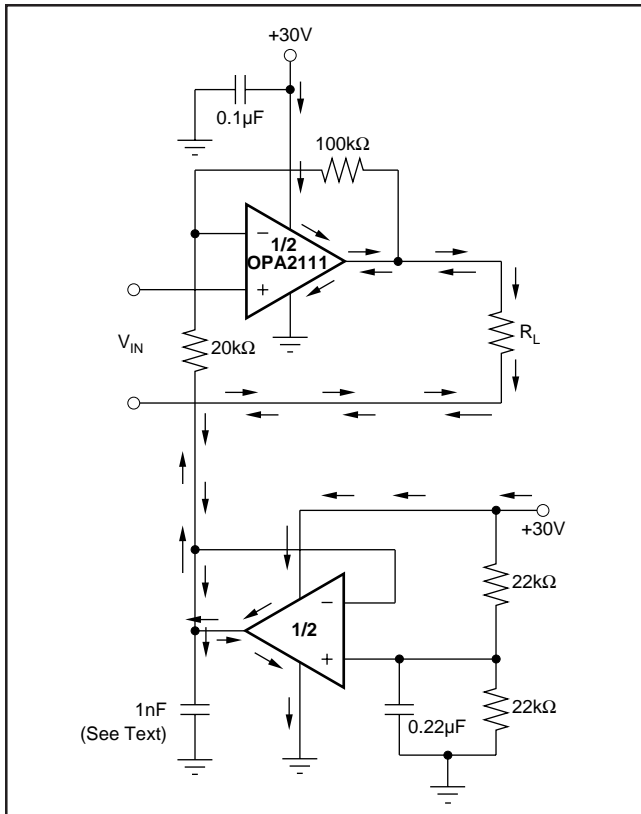 +30V
0.1µF
100kΩ
–
1/2
OPA2111
+
V_IN
20kΩ
R_L
+30V
22kΩ
–
1/2
+
1nF
(See Text)
0.22µF
22kΩ